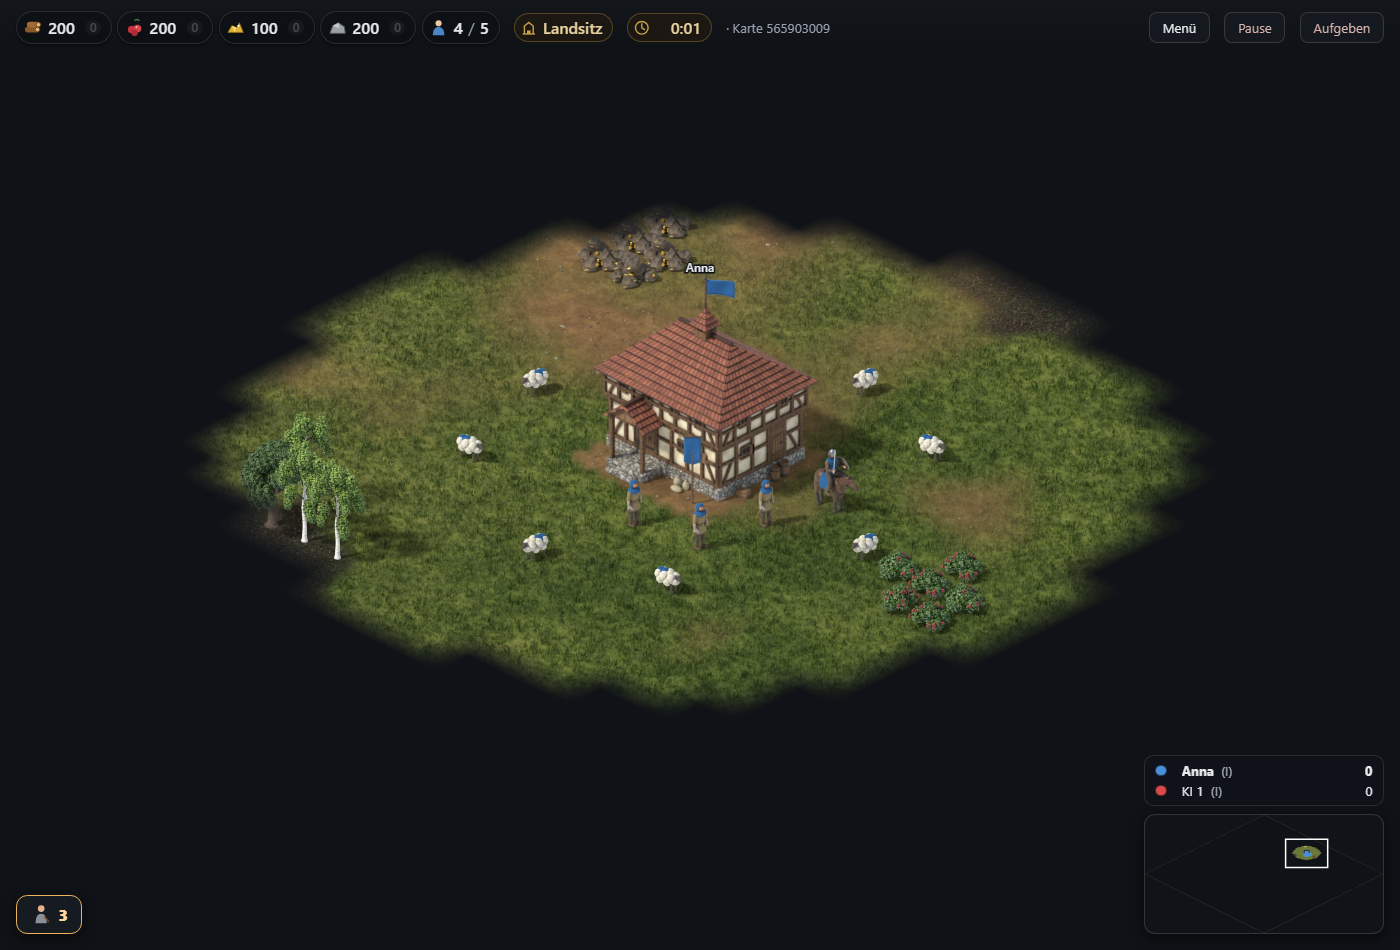 200 0 200 0 100 0 200 0 4 / 5 Landsitz 0:01 · Karte 565903009 Menü Pause Aufgeben
Anna
Anna (I) 0
KI 1 (I) 0
3